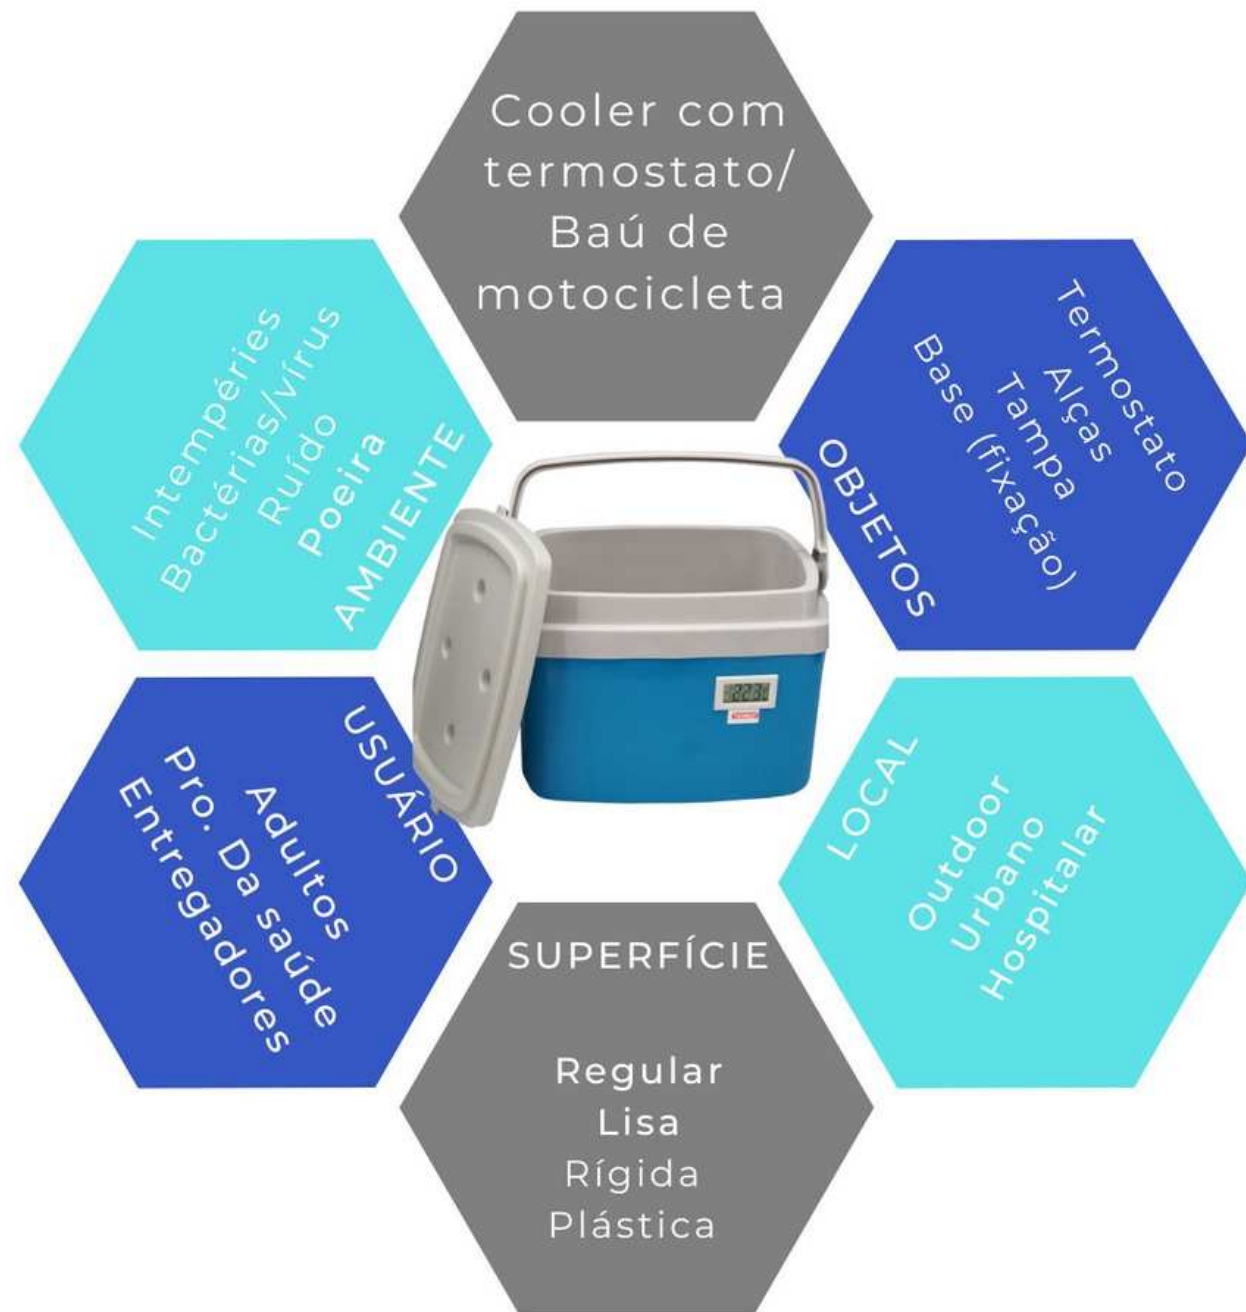 Cooler com
termostato/
Baú de
motocicleta
Intempéries
Bactérias/vírus
Ruído
Poeira
AMBIENTE
Termostato
Alças
Tampa
Base (fixação)
OBJETOS
USUÁRIO
Adultos
Pro. Da saúde
Entregadores
LOCAL
Outdoor
Urbano
Hospitalar
SUPERFÍCIE
Regular
Lisa
Rígida
Plástica